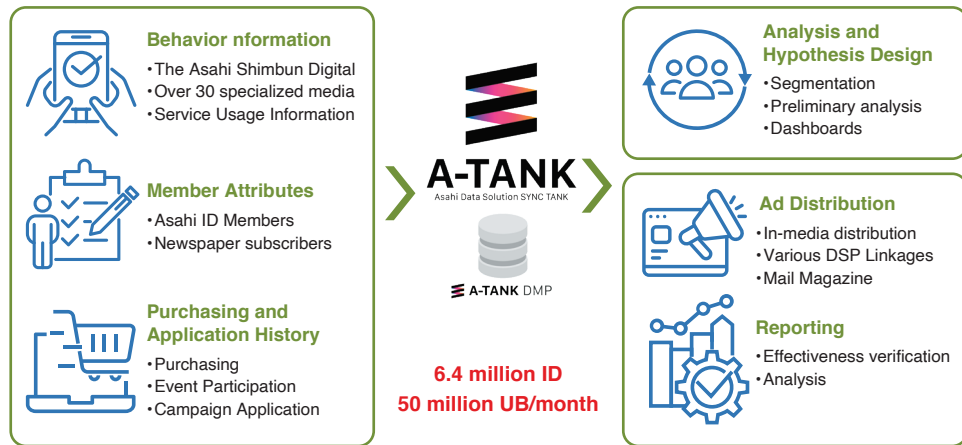 Behavior nformation
•The Asahi Shimbun Digital
•Over 30 specialized media
•Service Usage Information
Member Attributes
•Asahi ID Members
•Newspaper subscribers
Purchasing and
Application History
•Purchasing
•Event Participation
•Campaign Application
A-TANK
Asahi Data Solution SYNC TANK
A-TANK DMP
6.4 million ID
50 million UB/month
Analysis and
Hypothesis Design
•Segmentation
•Preliminary analysis
•Dashboards
Ad Distribution
•In-media distribution
•Various DSP Linkages
•Mail Magazine
Reporting
•Effectiveness verification
•Analysis